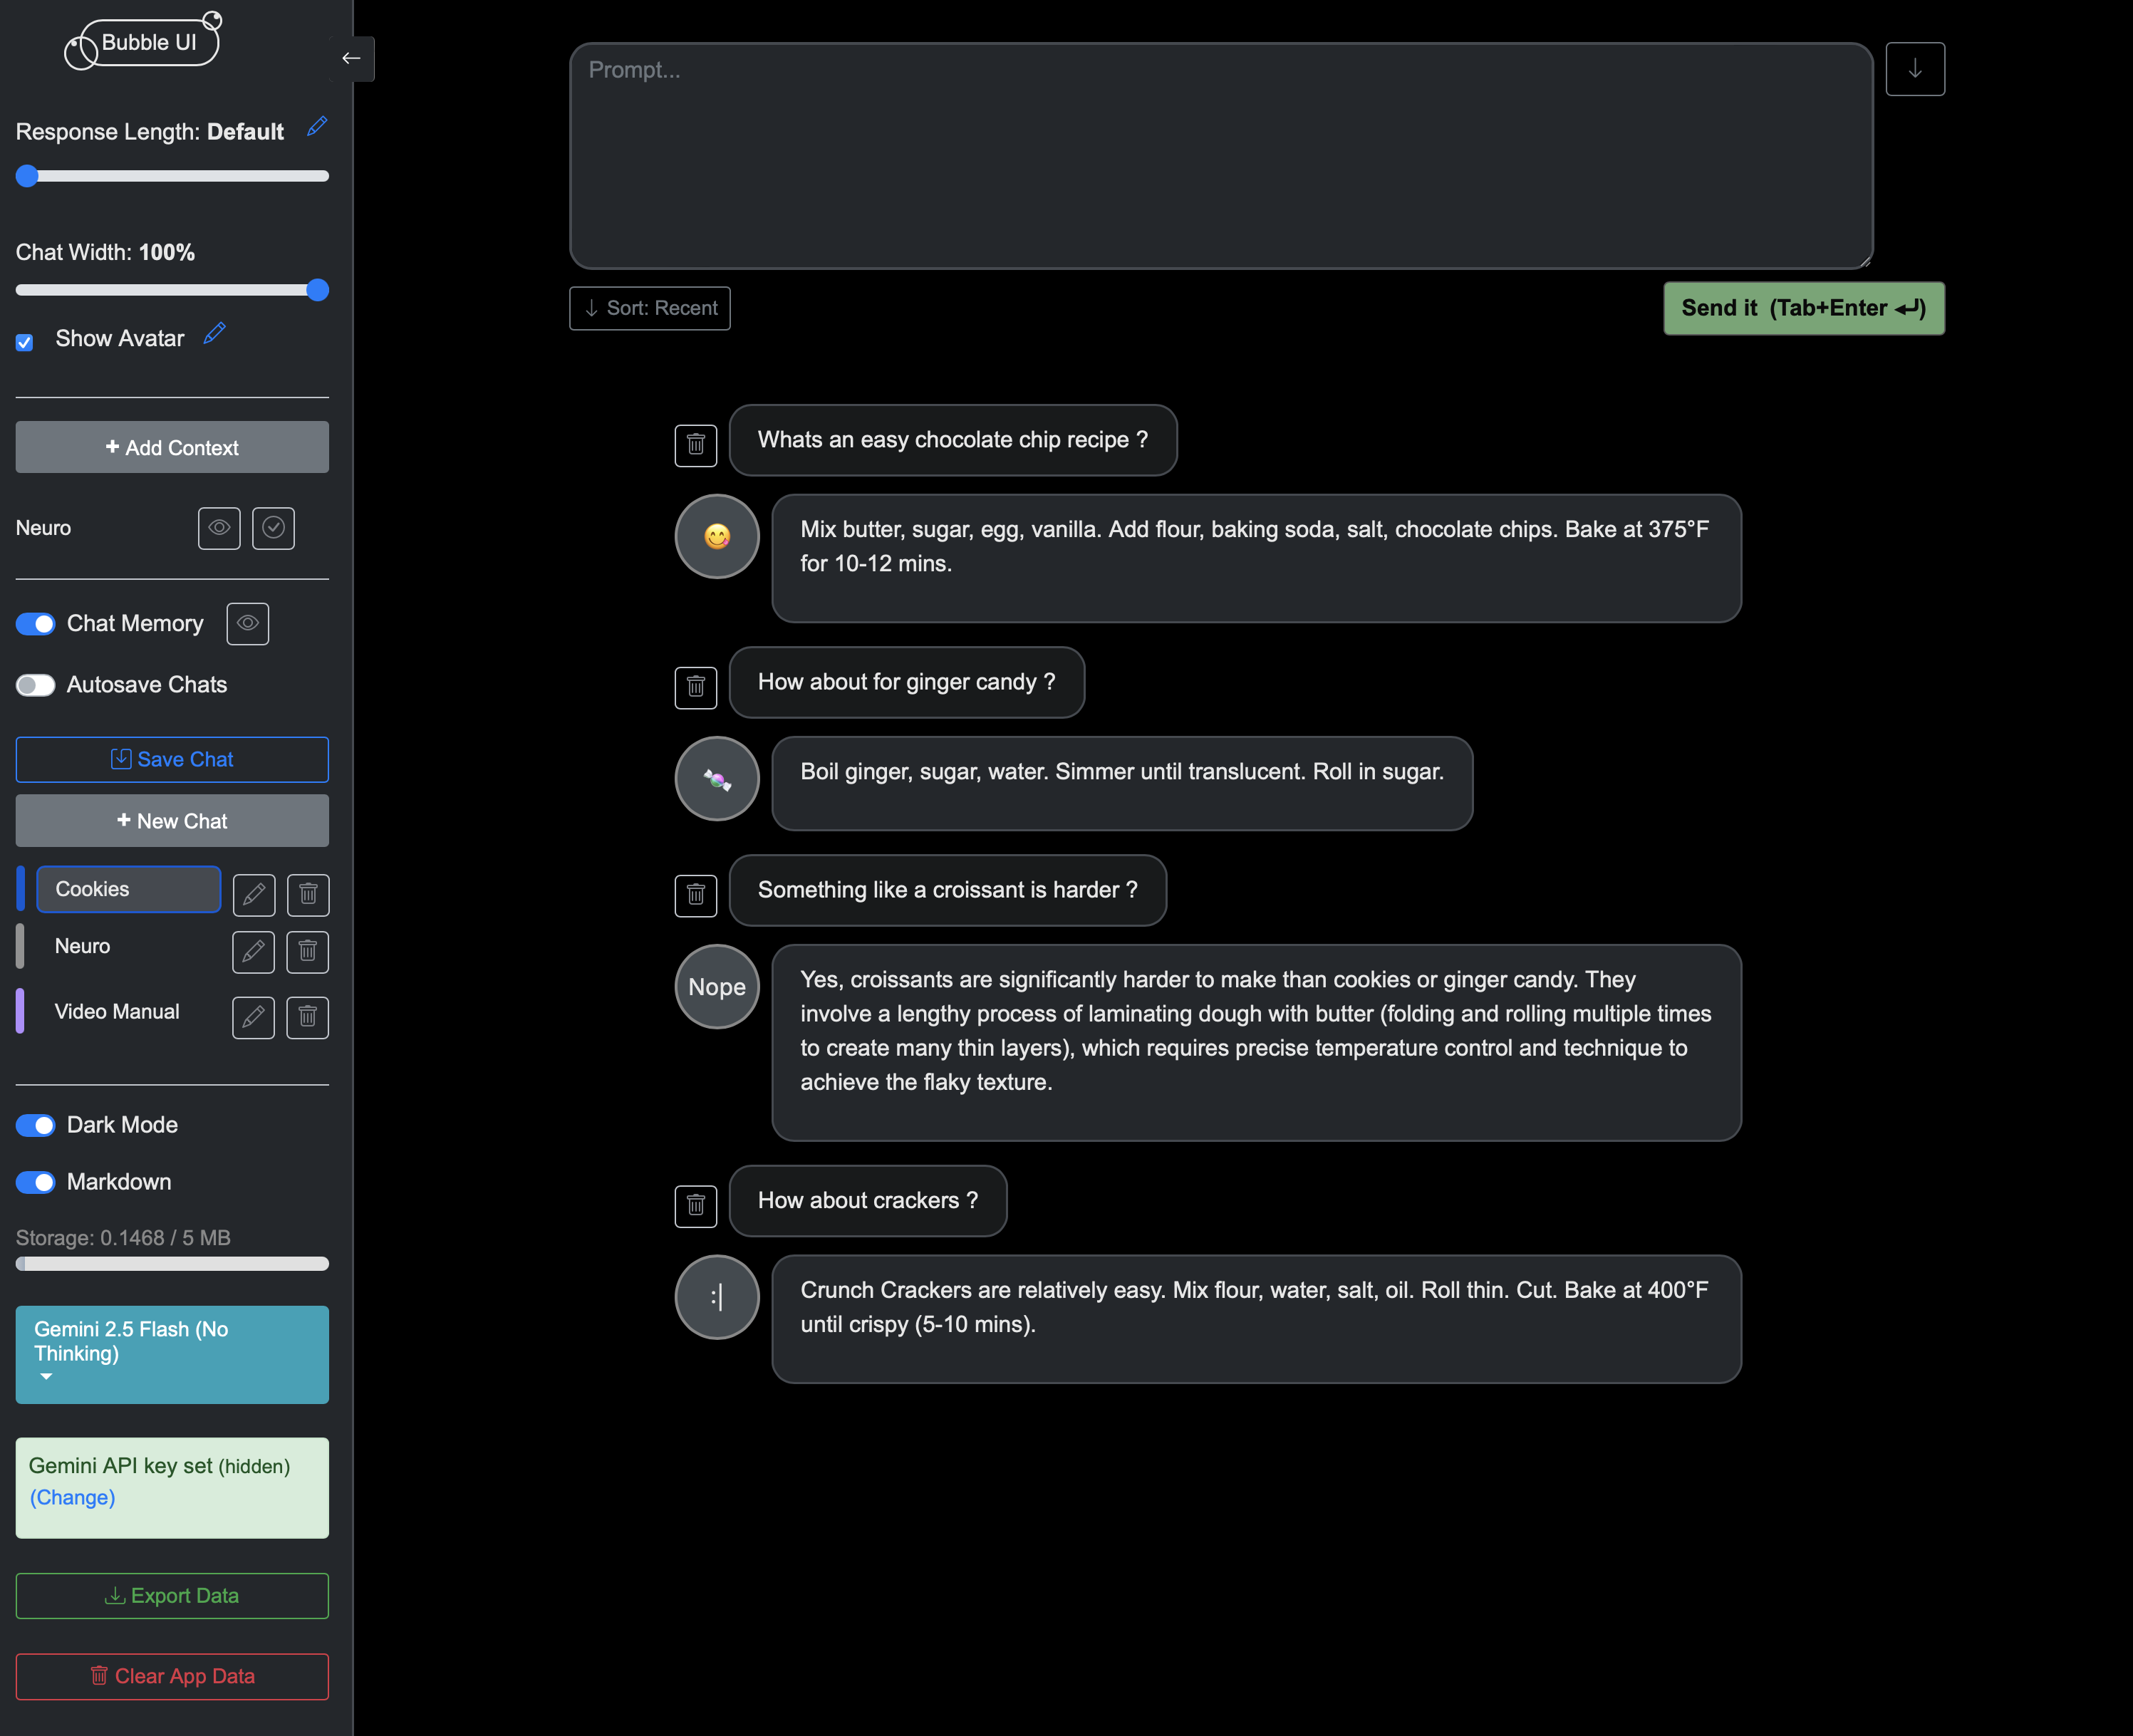 Bubble UI
Response Length: Default
Chat Width: 100%
Show Avatar
+ Add Context
Neuro
Chat Memory
Autosave Chats
Save Chat
+ New Chat
Cookies
Neuro
Video Manual
Dark Mode
Markdown
Storage: 0.1468 / 5 MB
Gemini 2.5 Flash (No
Thinking)
Gemini API key set (hidden)
(Change)
Export Data
Clear App Data
Prompt...
Sort: Recent
Send it (Tab+Enter ↵)
Whats an easy chocolate chip recipe ?
Mix butter, sugar, egg, vanilla. Add flour, baking soda, salt, chocolate chips. Bake at 375°F
for 10-12 mins.
How about for ginger candy ?
Boil ginger, sugar, water. Simmer until translucent. Roll in sugar.
Something like a croissant is harder ?
Nope
Yes, croissants are significantly harder to make than cookies or ginger candy. They
involve a lengthy process of laminating dough with butter (folding and rolling multiple times
to create many thin layers), which requires precise temperature control and technique to
achieve the flaky texture.
How about crackers ?
:|
Crunch Crackers are relatively easy. Mix flour, water, salt, oil. Roll thin. Cut. Bake at 400°F
until crispy (5-10 mins).